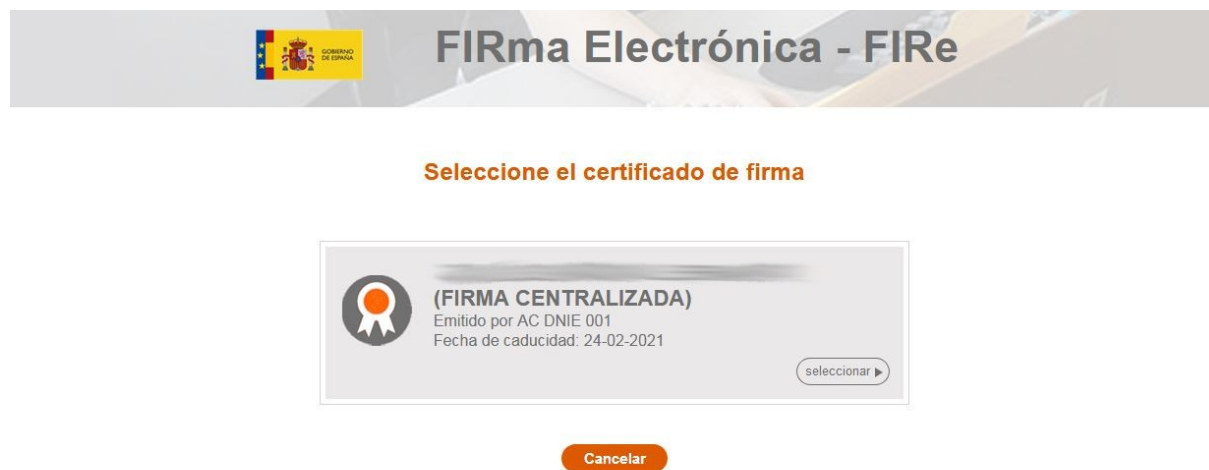 GOBIERNO
DE ESPAÑA
FIRma Electrónica - FIRe
Seleccione el certificado de firma
(FIRMA CENTRALIZADA)
Emitido por AC DNIE 001
Fecha de caducidad: 24-02-2021
seleccionar
Cancelar